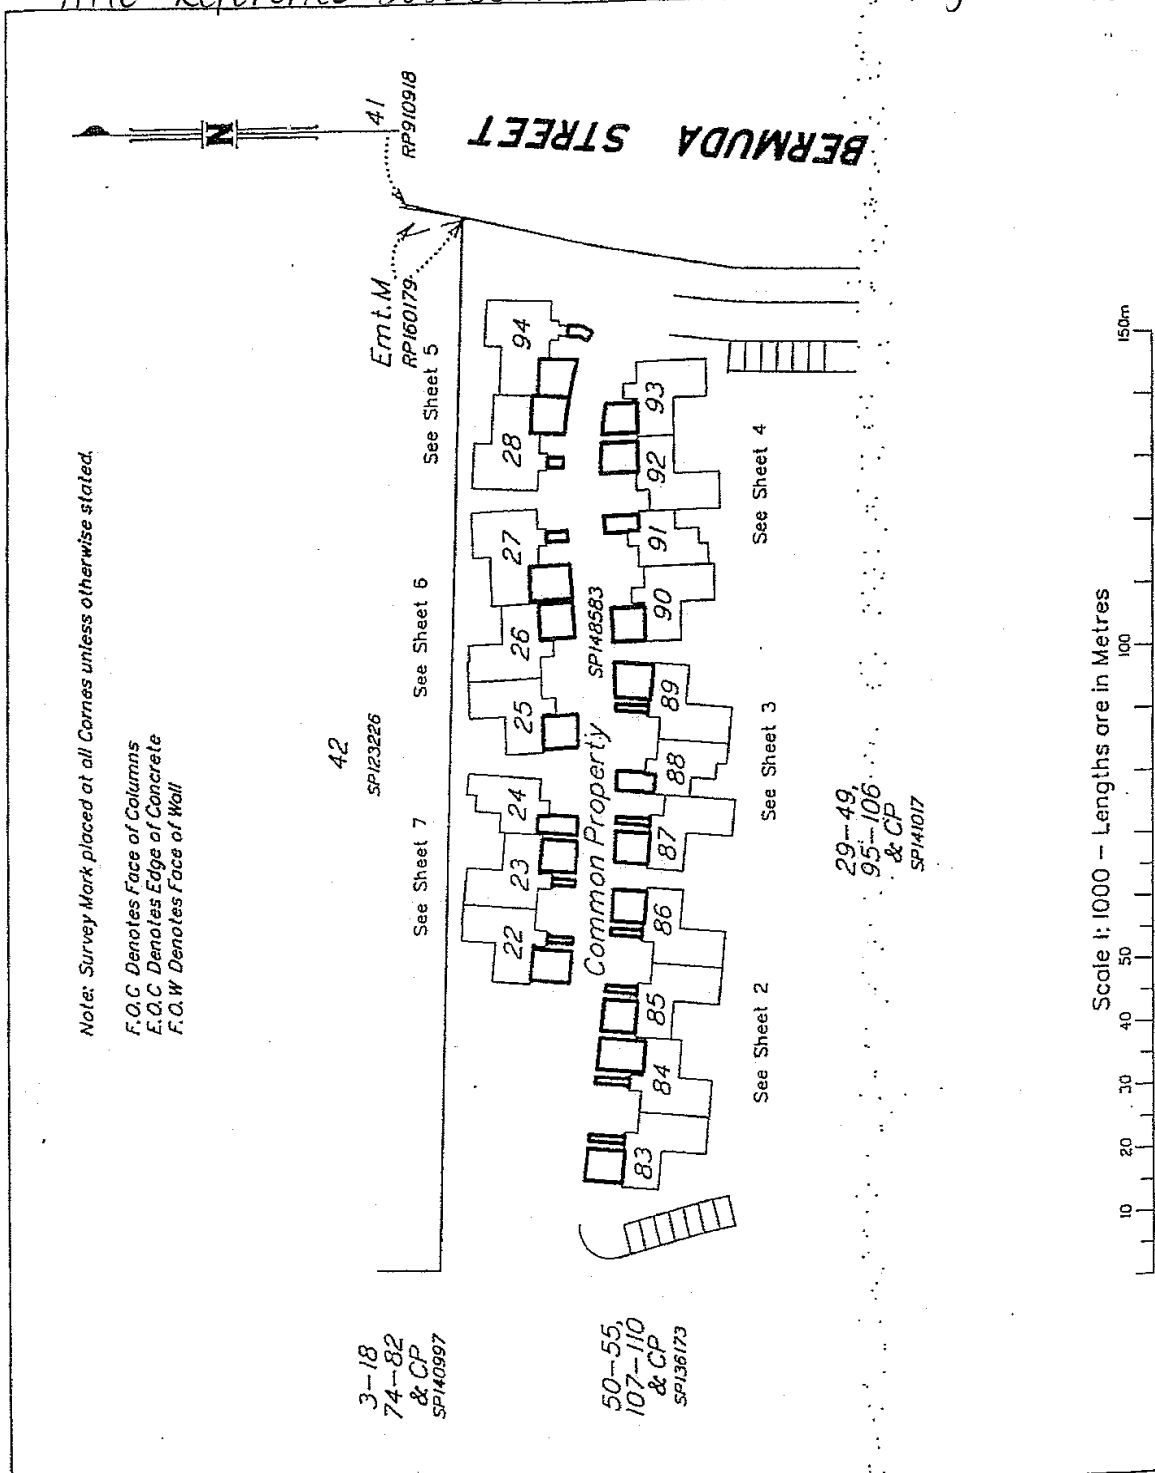 Title Reference
41
RP910918
BERMUDA STREET
Emt.M
RP160179
Note: Survey Mark placed at all Cornes unless otherwise stated.
F.O.C Denotes Face of Columns
E.O.C Denotes Edge of Concrete
F.O.W Denotes Face of Wall
42
SP123226
N
See Sheet 7
See Sheet 6
See Sheet 5
22
23
24
25
26
27
28
94
Common Property
SP148583
83
84
85
86
87
88
89
90
91
92
93
See Sheet 2
See Sheet 3
See Sheet 4
3-18
74-82
& CP
SP140997
50-55,
107-110
& CP
SP136173
29-49,
95-106
& CP
SP141017
10
20
30
40
50
100
150m
Scale 1:1000 – Lengths are in Metres